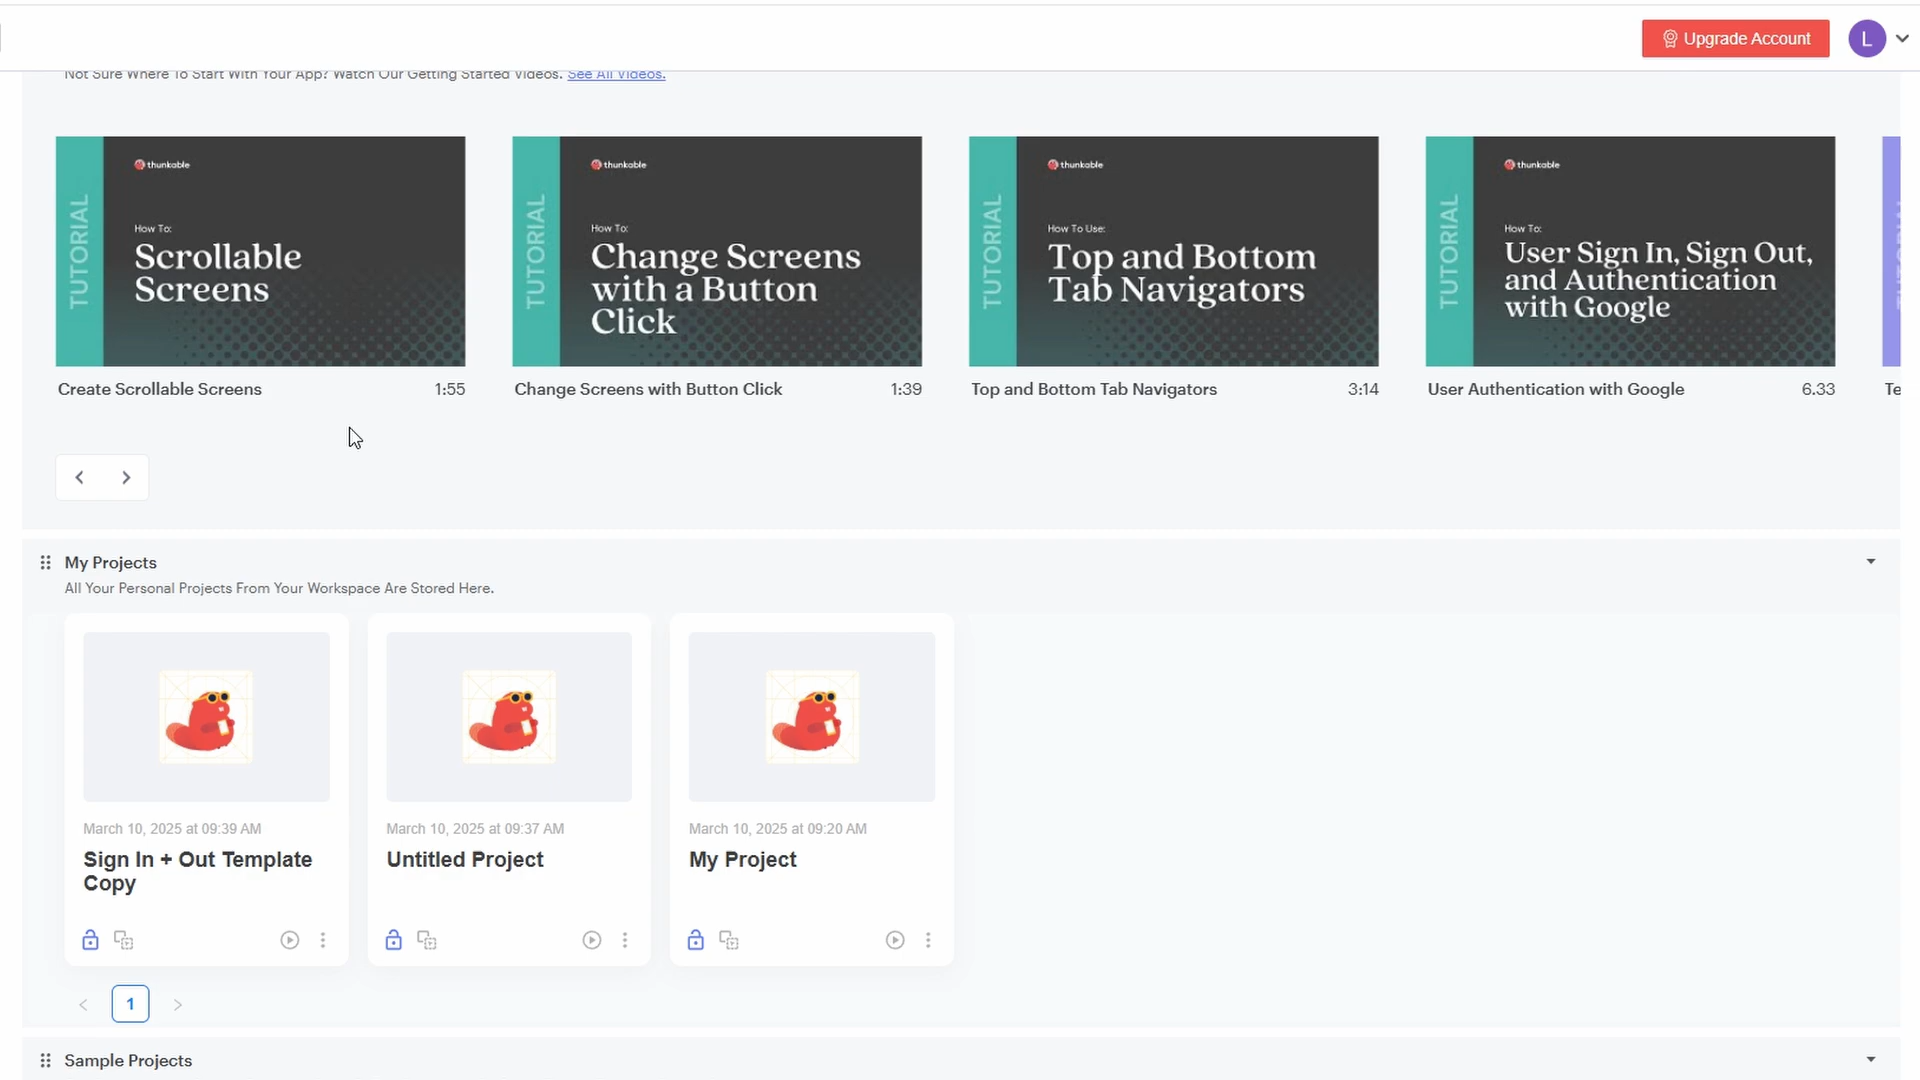 Upgrade Account
L
Not Sure Where To Start With Your App? Watch Our Getting Started Videos. See All Videos.
TUTORIAL
thunkable
How To:
Scrollable
Screens
TUTORIAL
thunkable
How To:
Change Screens
with a Button
Click
TUTORIAL
thunkable
How To Use:
Top and Bottom
Tab Navigators
TUTORIAL
thunkable
How To:
User Sign In, Sign Out,
and Authentication
with Google
Create Scrollable Screens 1:55
Change Screens with Button Click 1:39
Top and Bottom Tab Navigators 3:14
User Authentication with Google 6.33
Te
My Projects
All Your Personal Projects From Your Workspace Are Stored Here.
March 10, 2025 at 09:39 AM
Sign In + Out Template
Copy
March 10, 2025 at 09:37 AM
Untitled Project
March 10, 2025 at 09:20 AM
My Project
1
Sample Projects